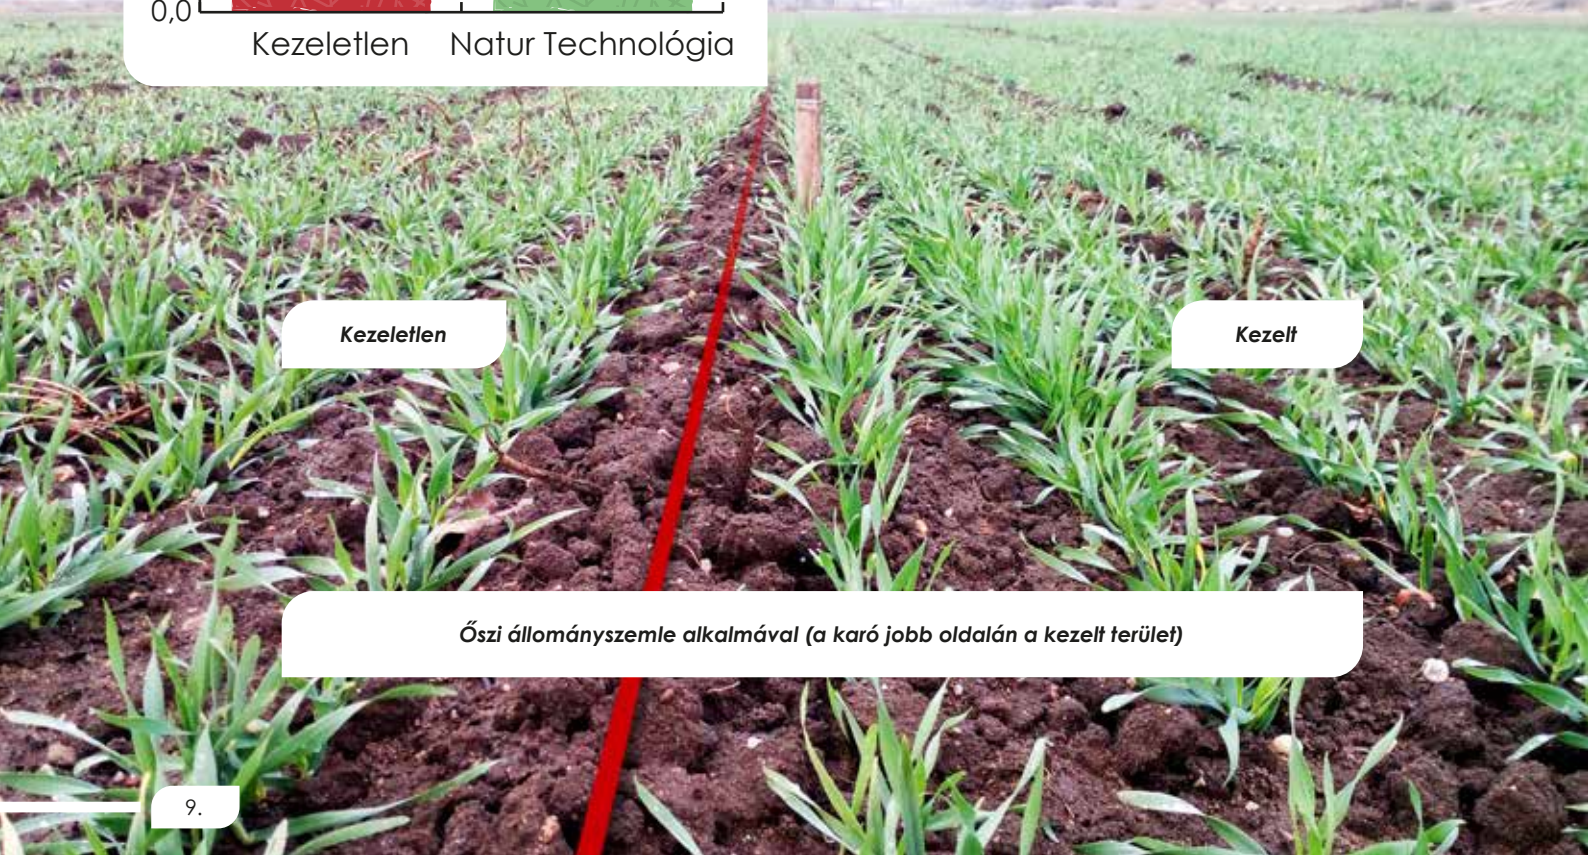 0,0
Kezeletlen Natur Technológia
Kezeletlen
Kezelt
Őszi állományszemle alkalmával (a karó jobb oldalán a kezelt terület)
9.